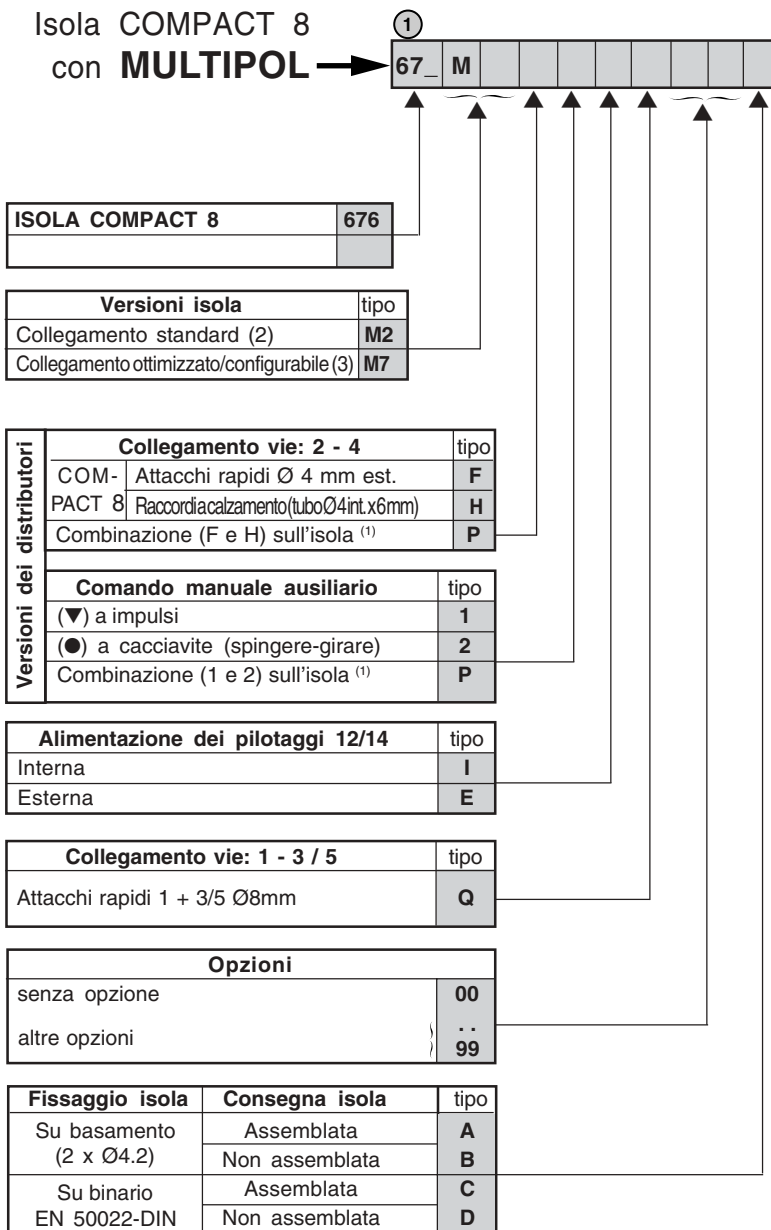 Isola COMPACT 8
con MULTIPOL
1
67_ M
ISOLA COMPACT 8 676
Versioni isola tipo
Collegamento standard (2) M2
Collegamento ottimizzato/configurabile (3) M7
Versioni dei distributori
Collegamento vie: 2 - 4 tipo
COM-PACT 8
Attacchi rapidi Ø 4 mm est. F
Raccordi a calzamento (tubo Ø4 int. x 6mm) H
Combinazione (F e H) sull'isola (1) P
Comando manuale ausiliario tipo
(▼) a impulsi 1
(●) a cacciavite (spingere-girare) 2
Combinazione (1 e 2) sull'isola (1) P
Alimentazione dei pilotaggi 12/14 tipo
Interna I
Esterna E
Collegamento vie: 1 - 3 / 5 tipo
Attacchi rapidi 1 + 3/5 Ø8mm Q
Opzioni
senza opzione 00
altre opzioni . . 99
Fissaggio isola Consegna isola tipo
Su basamento (2 x Ø4.2)
Assemblata A
Non assemblata B
Su binario EN 50022-DIN
Assemblata C
Non assemblata D